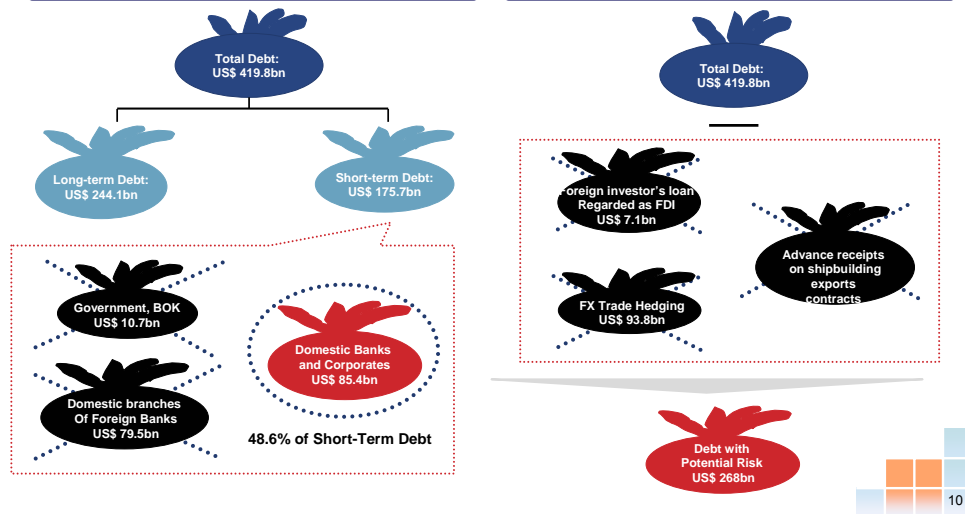 Total Debt:
US$ 419.8bn
Long-term Debt:
US$ 244.1bn
Short-term Debt:
US$ 175.7bn
Government, BOK
US$ 10.7bn
Domestic branches
Of Foreign Banks
US$ 79.5bn
Domestic Banks
and Corporates
US$ 85.4bn
48.6% of Short-Term Debt
Total Debt:
US$ 419.8bn
Foreign investor's loan
Regarded as FDI
US$ 7.1bn
FX Trade Hedging
US$ 93.8bn
Advance receipts
on shipbuilding
exports
contracts
Debt with
Potential Risk
US$ 268bn
10